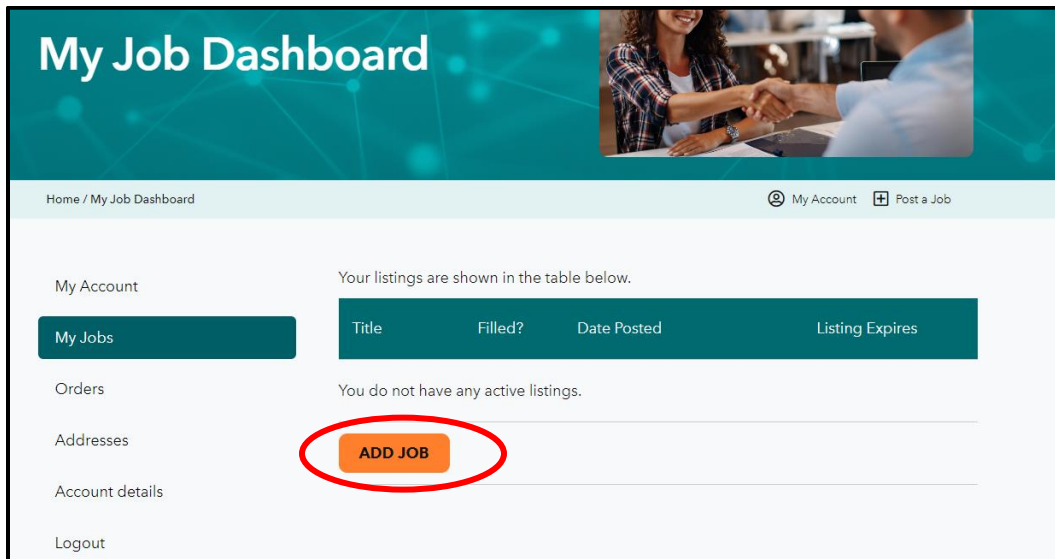 My Job Dashboard
Home / My Job Dashboard
My Account Post a Job
My Account
My Jobs
Orders
Addresses
Account details
Logout
Your listings are shown in the table below.
Title Filled? Date Posted Listing Expires
You do not have any active listings.
ADD JOB